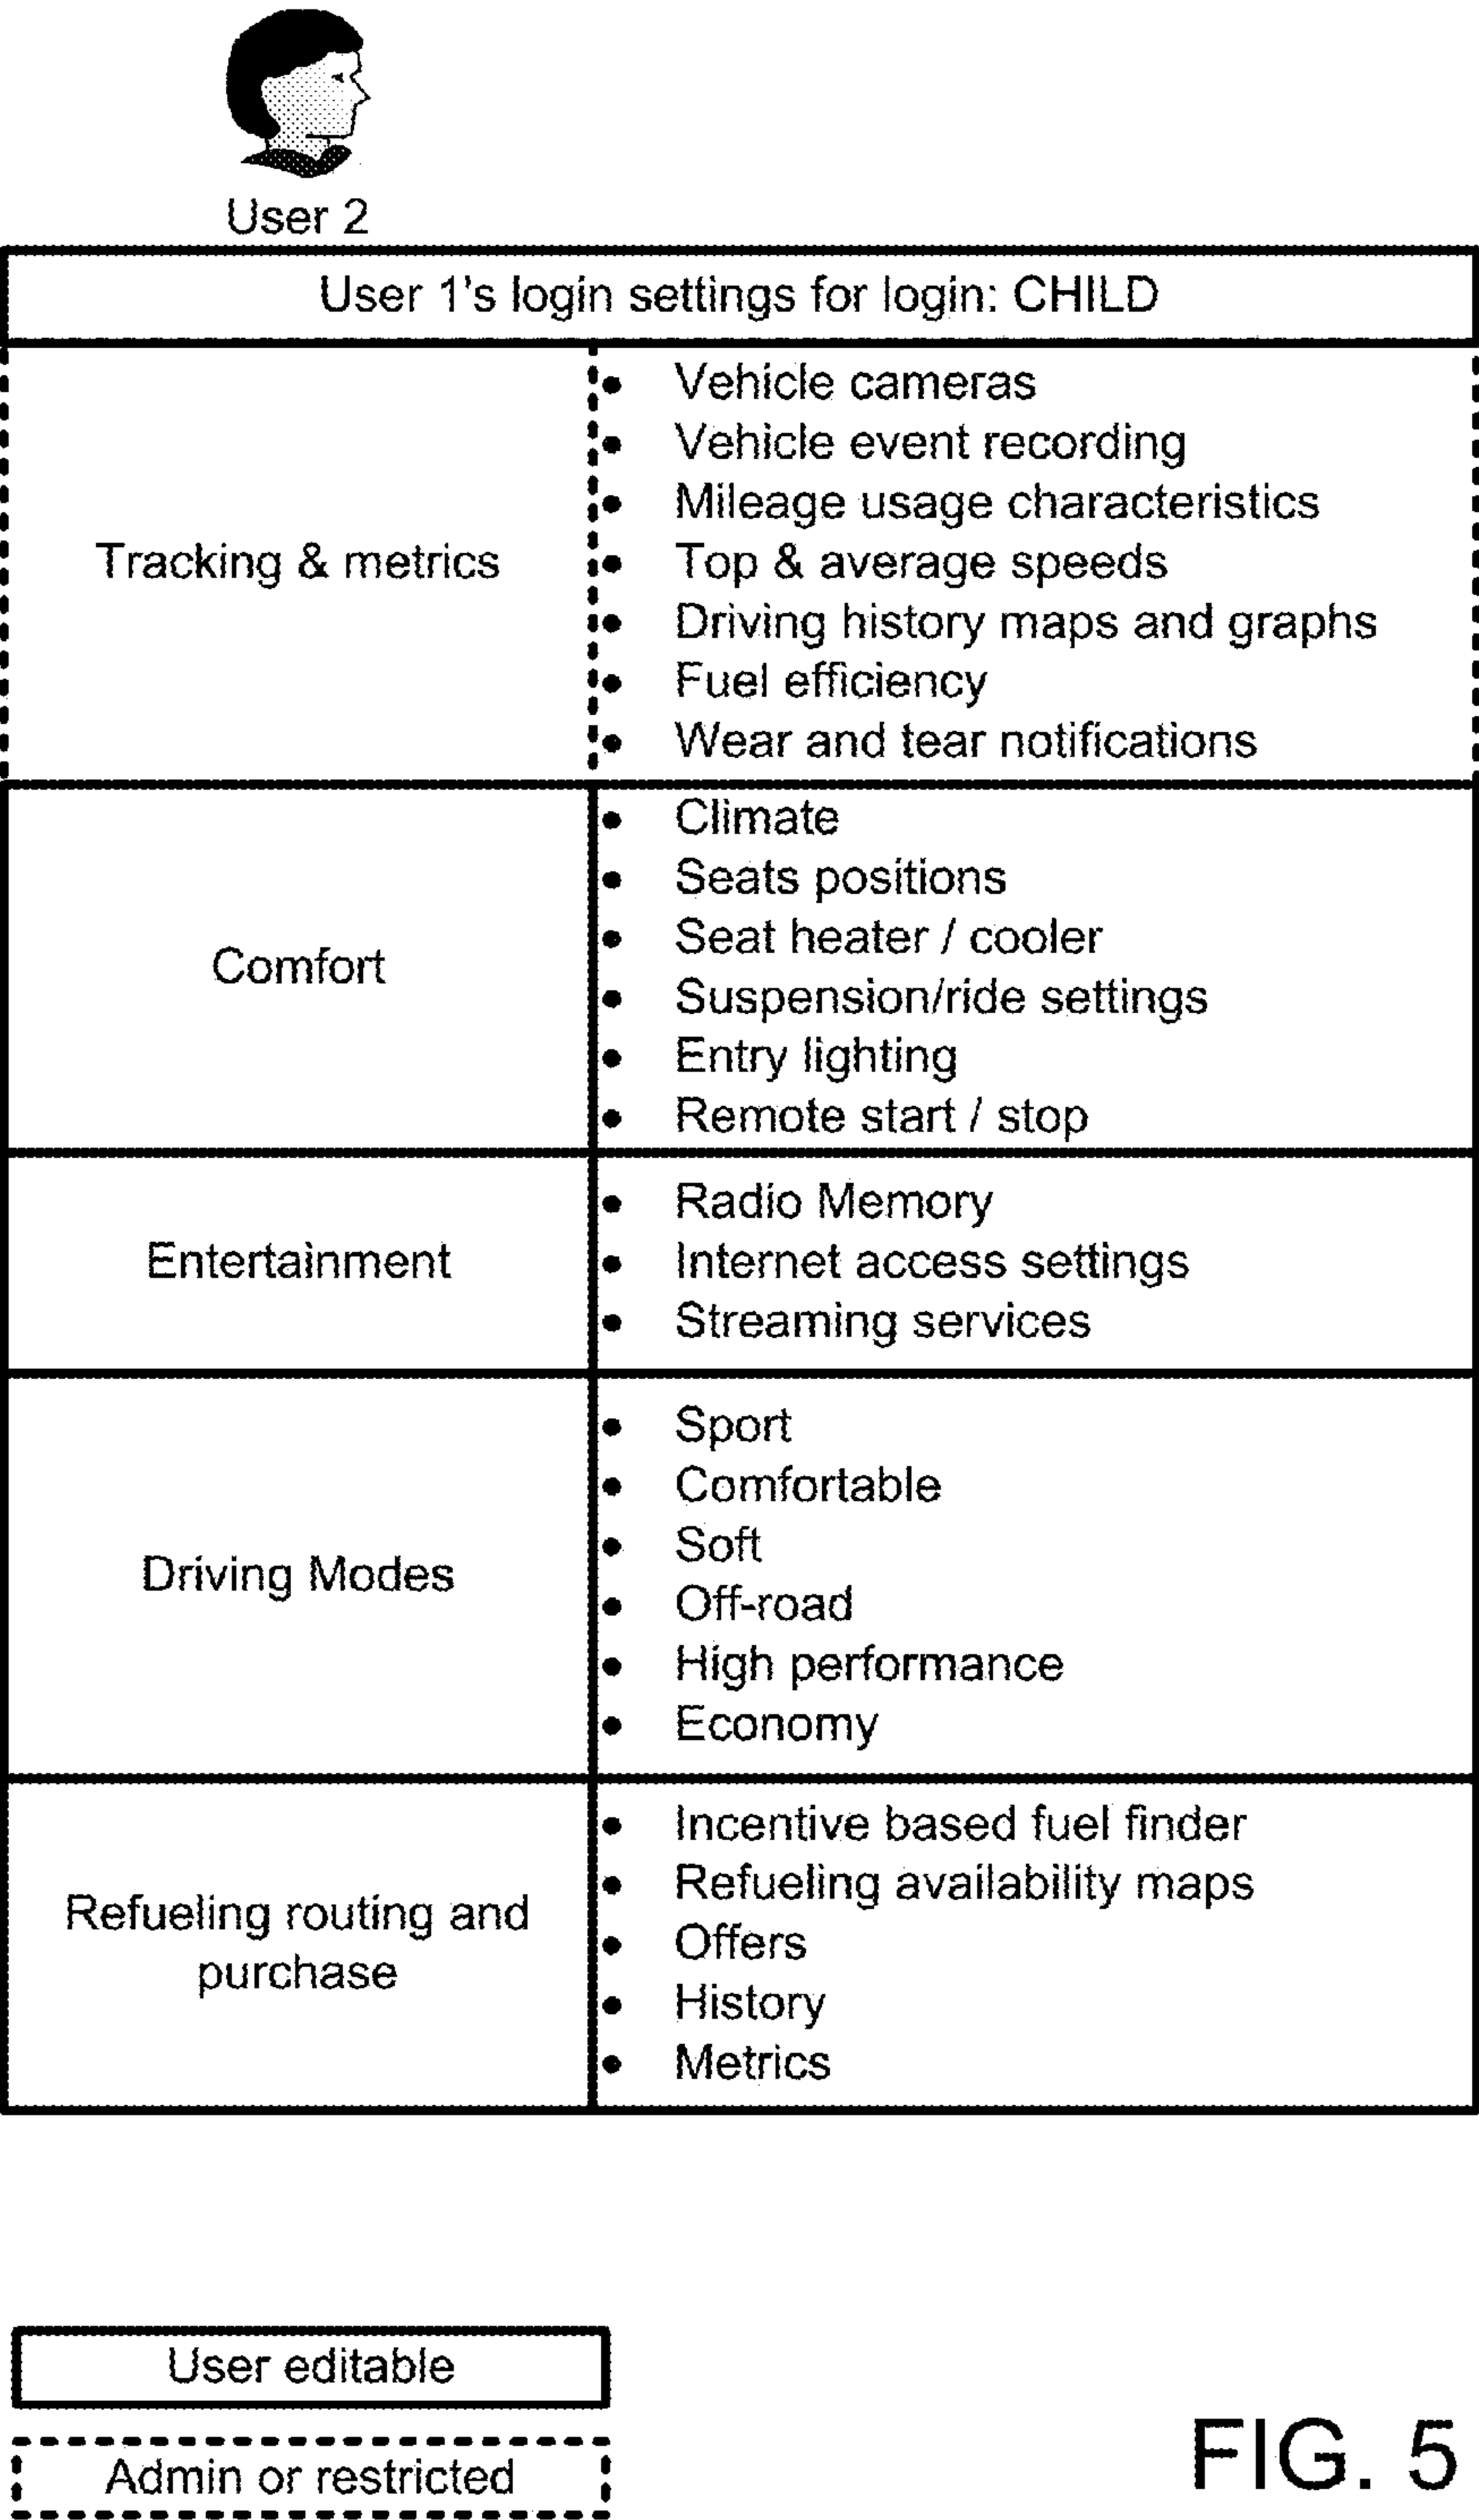 User 2
User 1's login settings for login: CHILD
Tracking & metrics
• Vehicle cameras
• Vehicle event recording
• Mileage usage characteristics
• Top & average speeds
• Driving history maps and graphs
• Fuel efficiency
• Wear and tear notifications
Comfort
• Climate
• Seats positions
• Seat heater / cooler
• Suspension/ride settings
• Entry lighting
• Remote start / stop
Entertainment
• Radio Memory
• Internet access settings
• Streaming services
Driving Modes
• Sport
• Comfortable
• Soft
• Off-road
• High performance
• Economy
Refueling routing and
purchase
• Incentive based fuel finder
• Refueling availability maps
• Offers
• History
• Metrics
User editable
Admin or restricted
FIG. 5